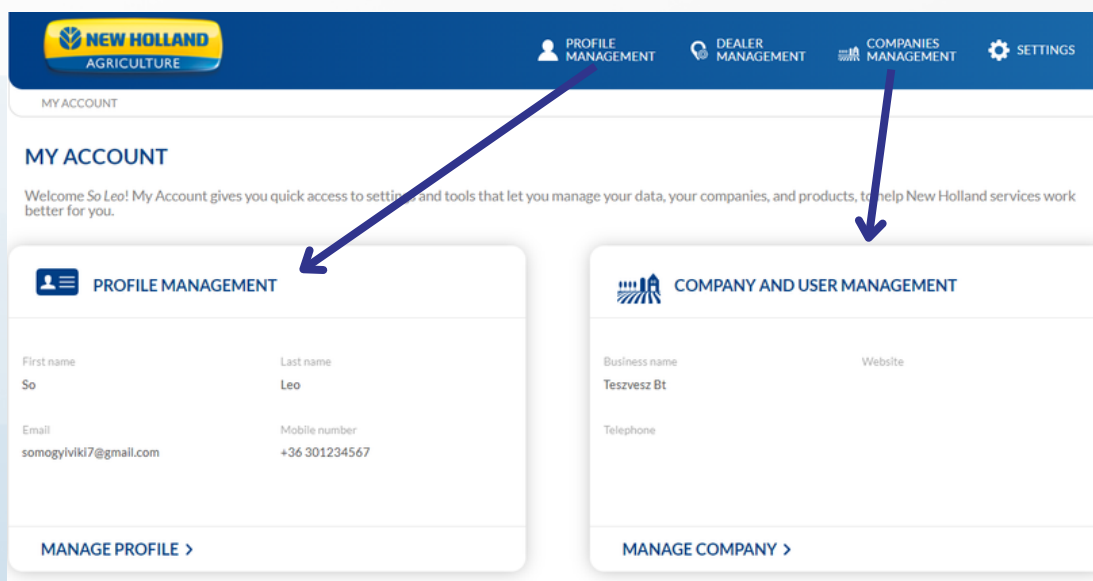 NEW HOLLAND
AGRICULTURE
PROFILE
MANAGEMENT
DEALER
MANAGEMENT
COMPANIES
MANAGEMENT
SETTINGS
MY ACCOUNT
MY ACCOUNT
Welcome So Leo! My Account gives you quick access to settings and tools that let you manage your data, your companies, and products, to help New Holland services work
better for you.
PROFILE MANAGEMENT
First name
Last name
So
Leo
Email
Mobile number
somogyiviki7@gmail.com
+36 301234567
MANAGE PROFILE >
COMPANY AND USER MANAGEMENT
Business name
Website
Teszvesz Bt
Telephone
MANAGE COMPANY >